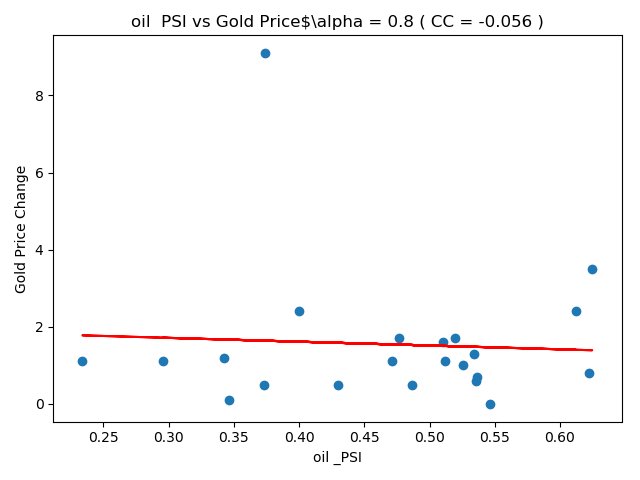 oil  PSI vs Gold Price$\alpha = 0.8 ( CC = -0.056 )
Gold Price Change
8
6
4
2
0
0.25 0.30 0.35 0.40 0.45 0.50 0.55 0.60
oil _PSI